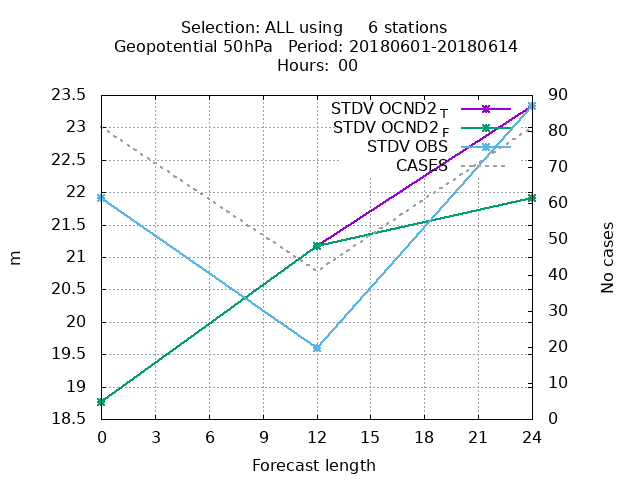 Selection: ALL using     6 stations
Geopotential 50hPa   Period: 20180601-20180614
Hours: 00
STDV OCND2 T
STDV OCND2 F
STDV OBS
CASES
23.5
23
22.5
22
21.5
21
20.5
20
19.5
19
18.5
90
80
70
60
50
40
30
20
10
0
m
No cases
0 3 6 9 12 15 18 21 24
Forecast length